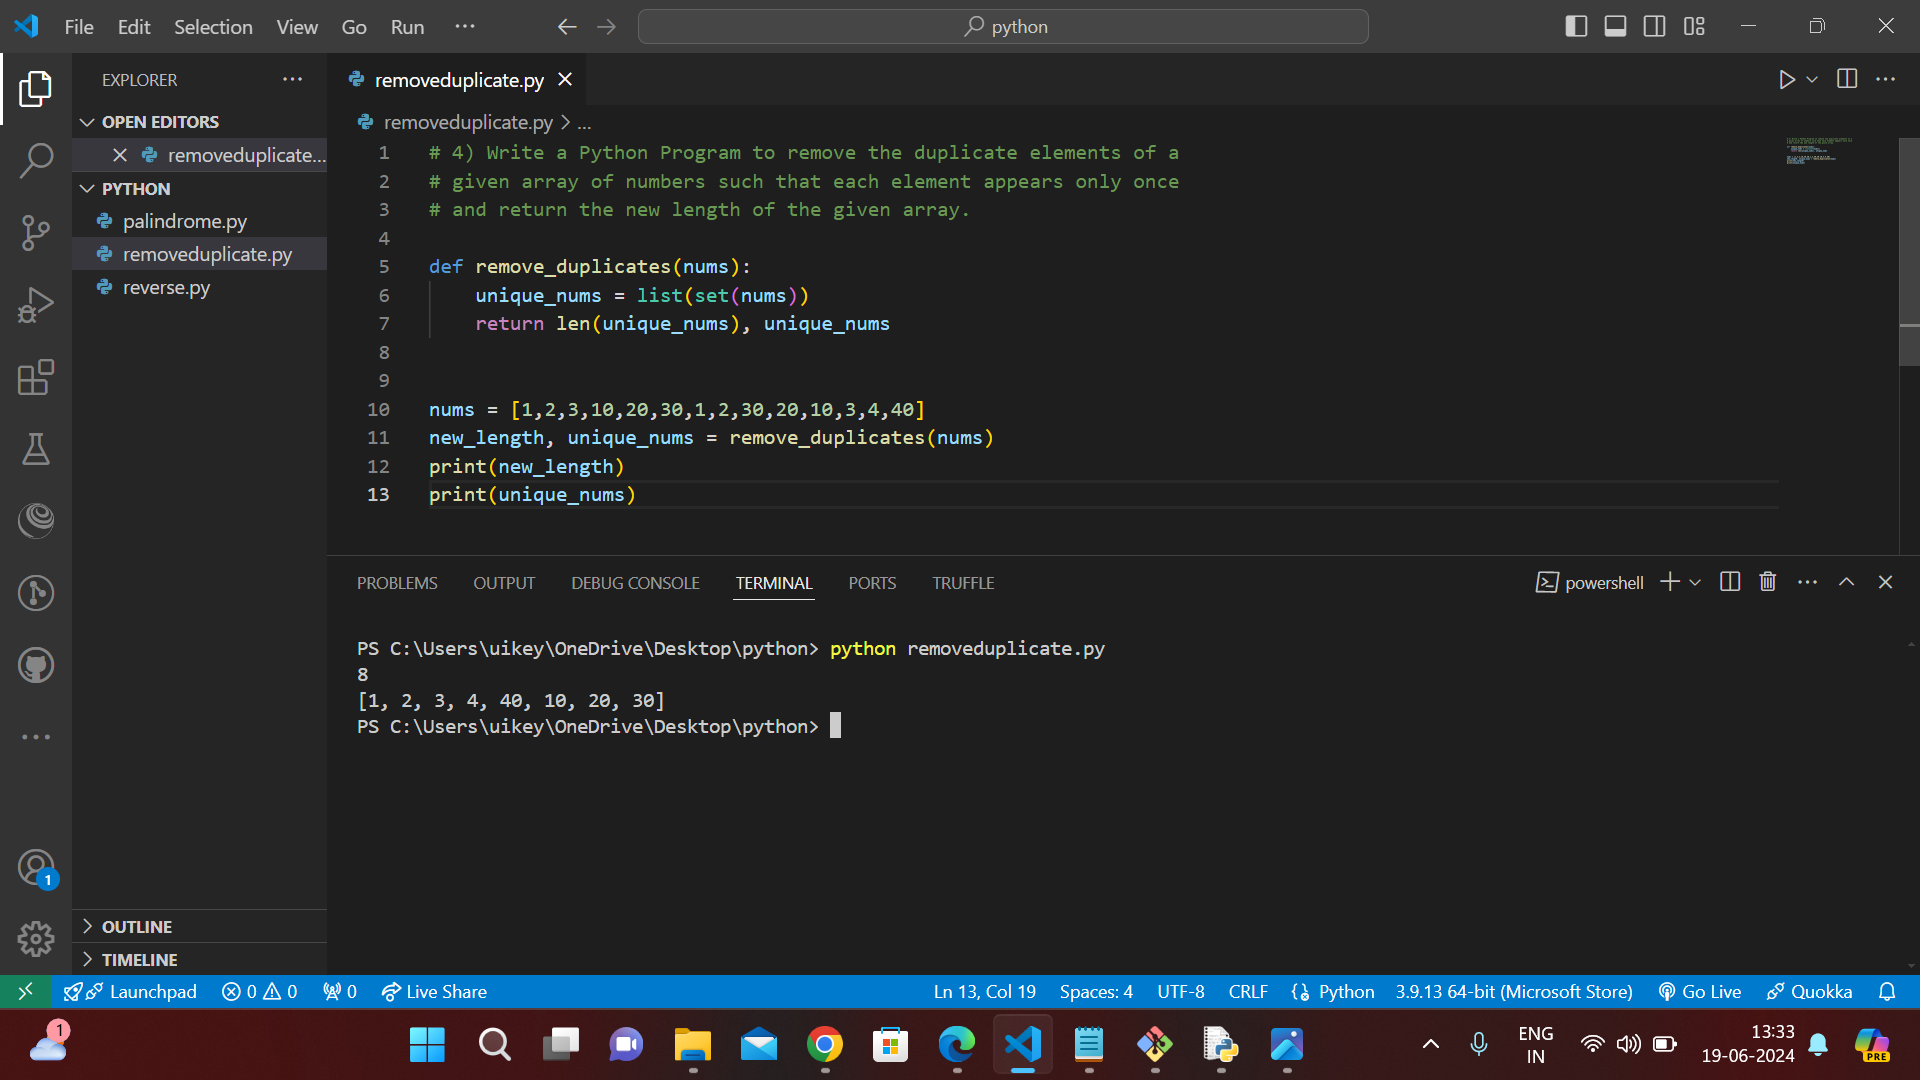 File Edit Selection View Go Run ...
python
EXPLORER ...
OPEN EDITORS
removeduplicate...
PYTHON
palindrome.py
removeduplicate.py
reverse.py
OUTLINE
TIMELINE
1
removeduplicate.py
removeduplicate.py > ...
1 # 4) Write a Python Program to remove the duplicate elements of a
2 # given array of numbers such that each element appears only once
3 # and return the new length of the given array.
4
5 def remove_duplicates(nums):
6     unique_nums = list(set(nums))
7     return len(unique_nums), unique_nums
8
9
10 nums = [1,2,3,10,20,30,1,2,30,20,10,3,4,40]
11 new_length, unique_nums = remove_duplicates(nums)
12 print(new_length)
13 print(unique_nums)
PROBLEMS OUTPUT DEBUG CONSOLE TERMINAL PORTS TRUFFLE powershell
PS C:\Users\uikey\OneDrive\Desktop\python> python removeduplicate.py
8
[1, 2, 3, 4, 40, 10, 20, 30]
PS C:\Users\uikey\OneDrive\Desktop\python>
Launchpad 0 0 0 Live Share Ln 13, Col 19 Spaces: 4 UTF-8 CRLF Python 3.9.13 64-bit (Microsoft Store) Go Live Quokka
1
ENG
IN
13:33
19-06-2024
PRE